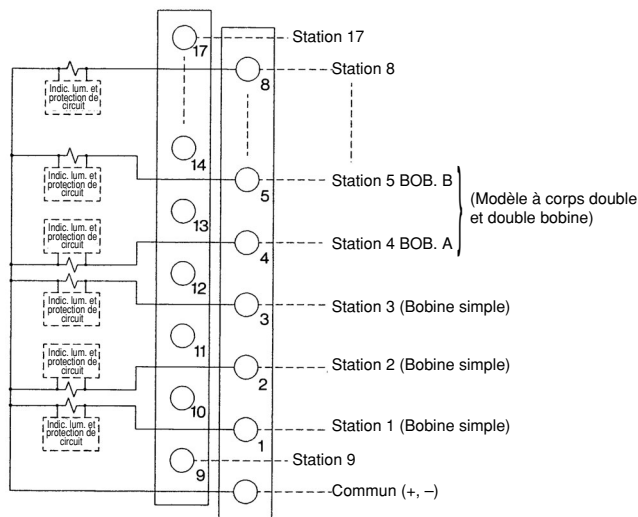 17
Station 17
8
Station 8
Indic. lum. et
protection de
circuit
14
5
Station 5 BOB. B
Indic. lum. et
protection de
circuit
(Modèle à corps double
et double bobine)
13
4
Station 4 BOB. A
Indic. lum. et
protection de
circuit
12
3
Station 3 (Bobine simple)
Indic. lum. et
protection de
circuit
11
2
Station 2 (Bobine simple)
Indic. lum. et
protection de
circuit
10
1
Station 1 (Bobine simple)
Indic. lum. et
protection de
circuit
9
Station 9
Commun (+, –)